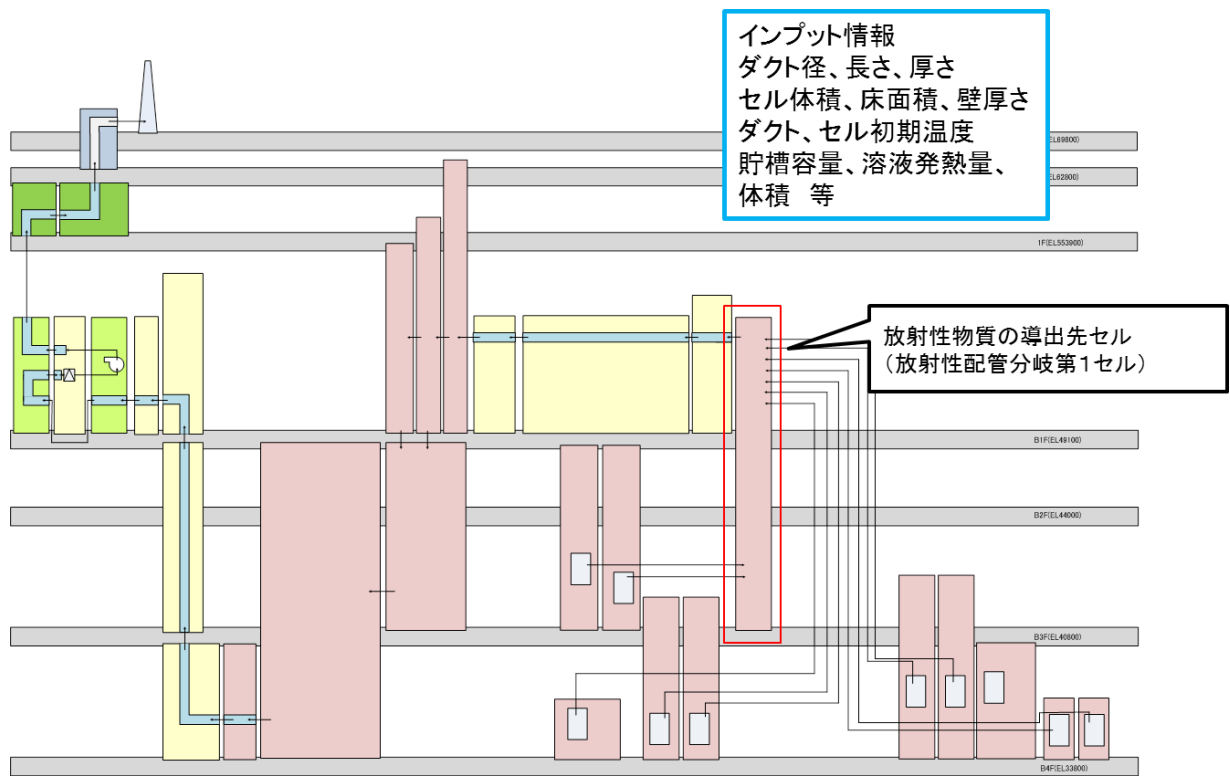 インプット情報
ダクト径、長さ、厚さ
セル体積、床面積、壁厚さ
ダクト、セル初期温度
貯槽容量、溶液発熱量、
体積　等
(EL69800)
(EL62800)
1F(EL553900)
放射性物質の導出先セル
（放射性配管分岐第１セル）
B1F(EL49100)
B2F(EL44000)
B3F(EL40800)
B4F(EL33800)